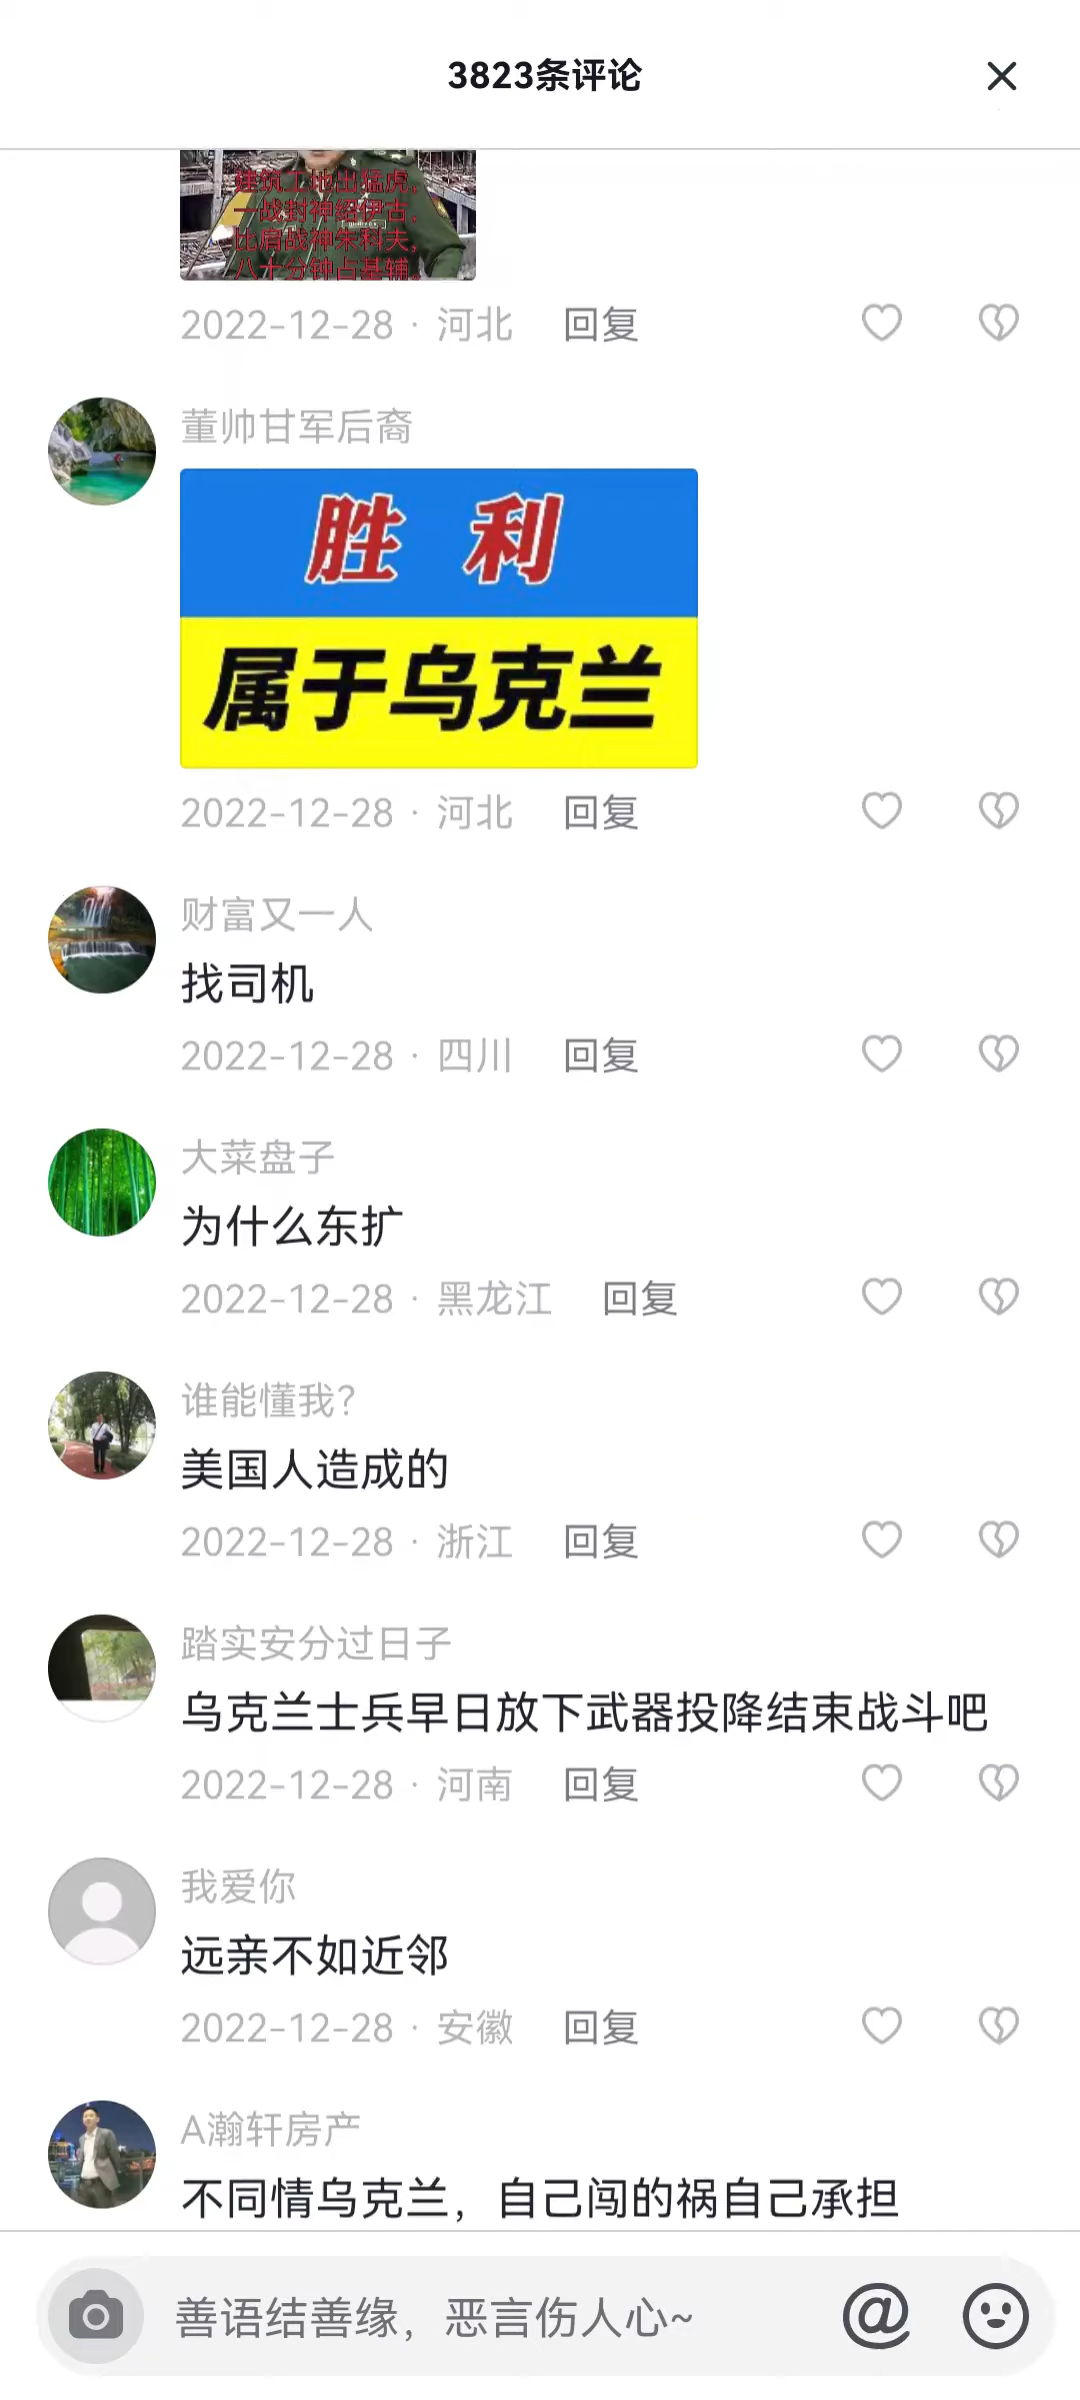 3823条评论
建筑工地出猛虎,
一战封神绍伊古,
比肩战神朱科夫,
八十分钟占基辅。
2022-12-28 · 河北 回复
董帅甘军后裔
胜 利
属于乌克兰
2022-12-28 · 河北 回复
财富又一人
找司机
2022-12-28 · 四川 回复
大菜盘子
为什么东扩
2022-12-28 · 黑龙江 回复
谁能懂我?
美国人造成的
2022-12-28 · 浙江 回复
踏实安分过日子
乌克兰士兵早日放下武器投降结束战斗吧
2022-12-28 · 河南 回复
我爱你
远亲不如近邻
2022-12-28 · 安徽 回复
A瀚轩房产
不同情乌克兰，自己闯的祸自己承担
善语结善缘，恶言伤人心~